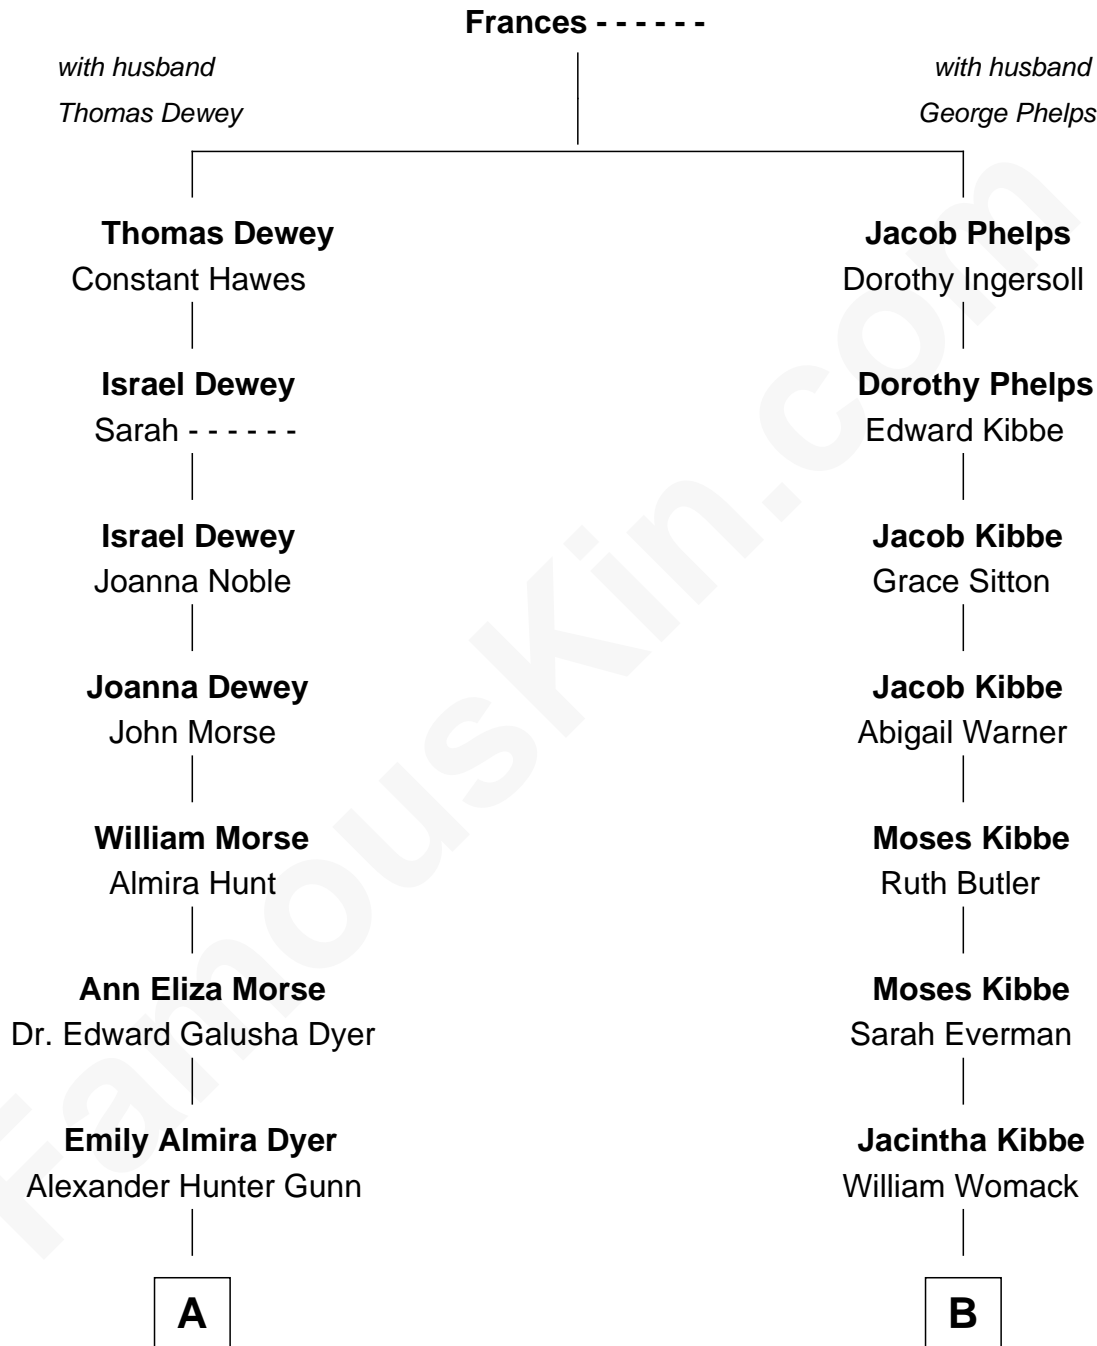 Frances - - - - - -
with husband
Thomas Dewey
with husband
George Phelps
Thomas Dewey
Constant Hawes
Jacob Phelps
Dorothy Ingersoll
Israel Dewey
Sarah - - - - - -
Dorothy Phelps
Edward Kibbe
Israel Dewey
Joanna Noble
Jacob Kibbe
Grace Sitton
Joanna Dewey
John Morse
Jacob Kibbe
Abigail Warner
William Morse
Almira Hunt
Moses Kibbe
Ruth Butler
Ann Eliza Morse
Dr. Edward Galusha Dyer
Moses Kibbe
Sarah Everman
Emily Almira Dyer
Alexander Hunter Gunn
Jacintha Kibbe
William Womack
A
B
FamousKin.com